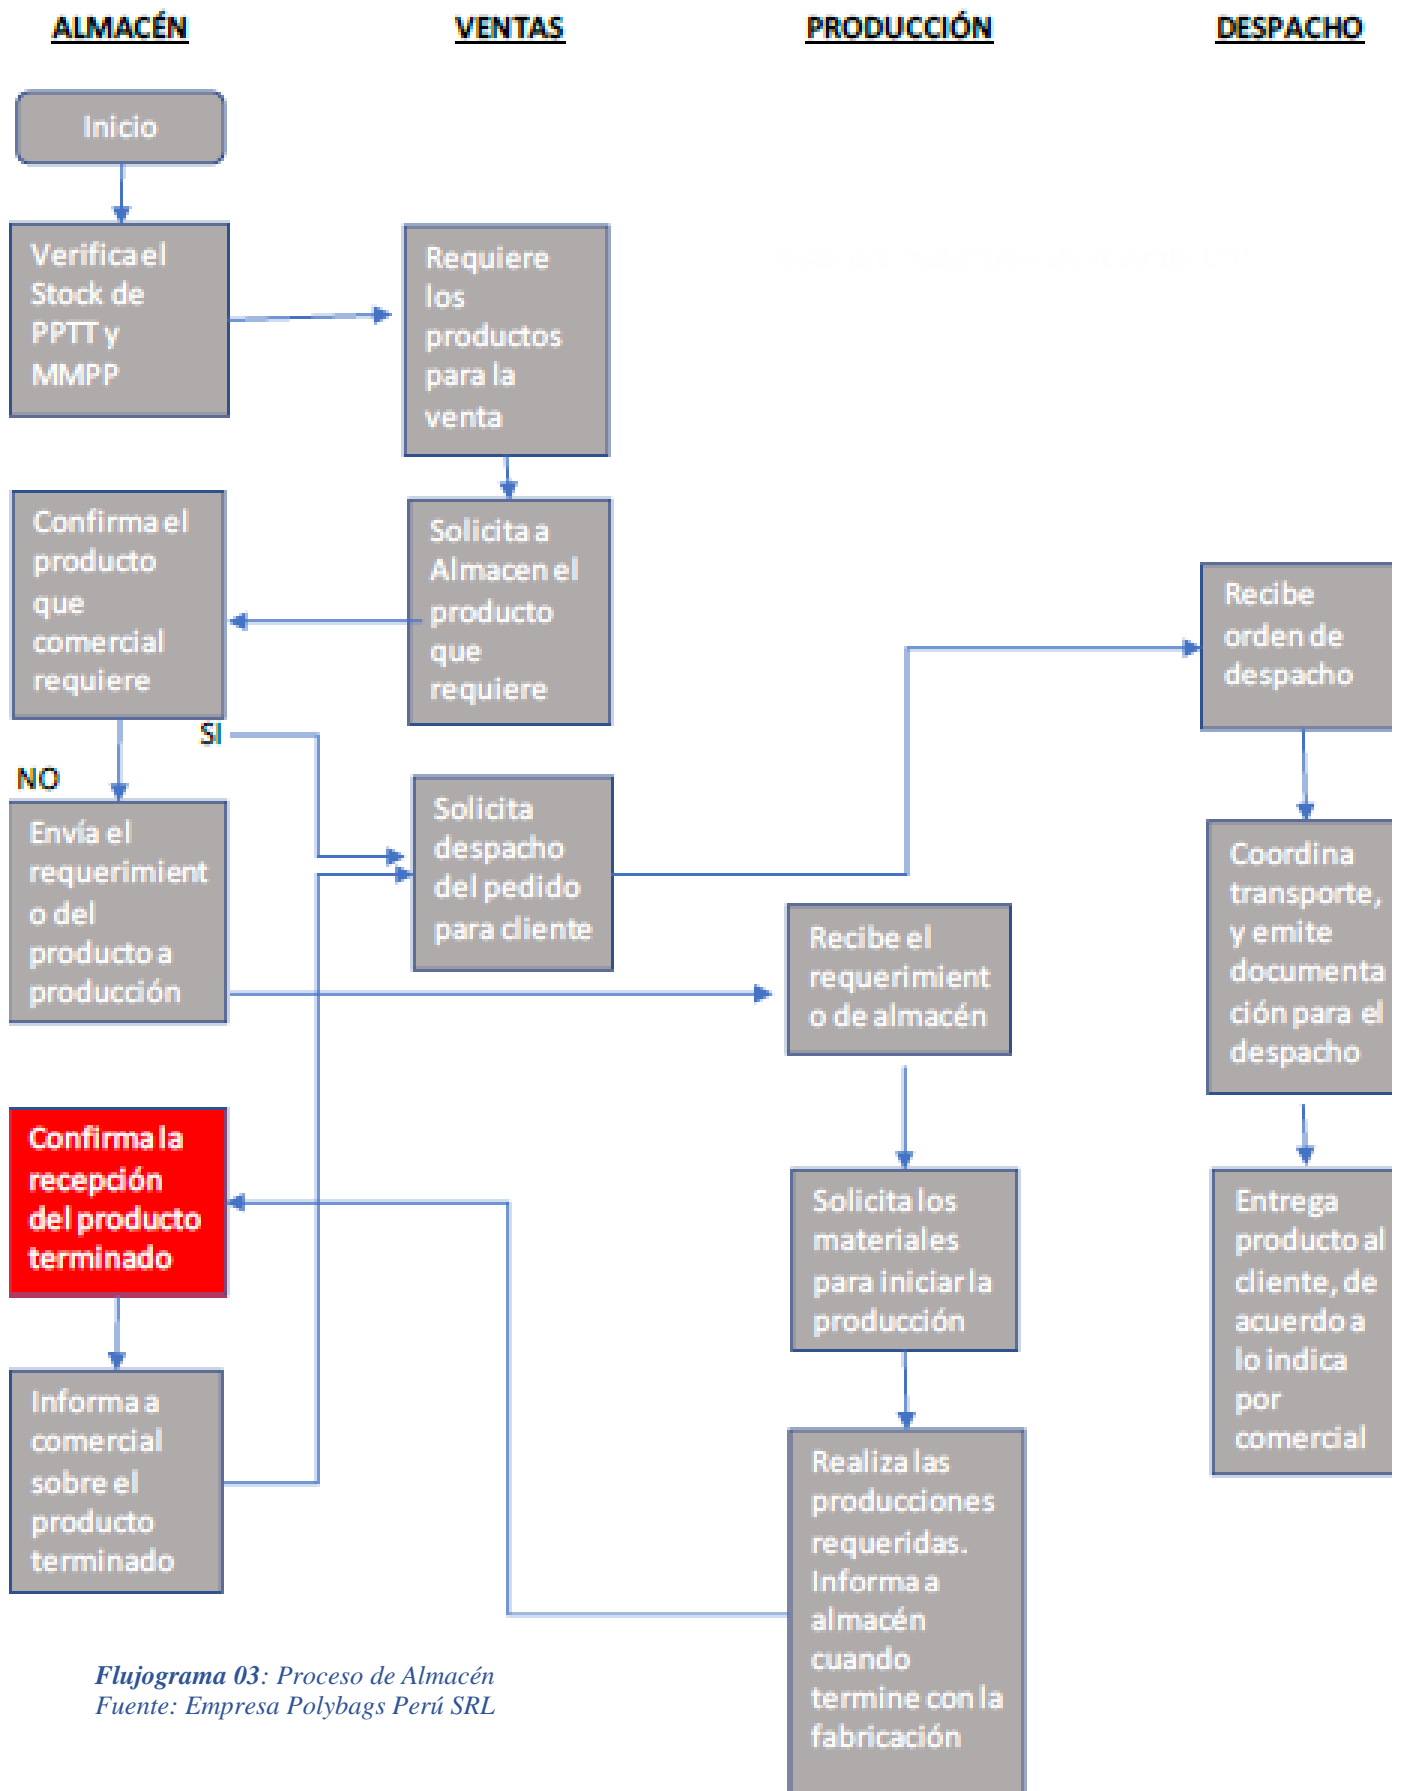 ALMACÉN
VENTAS
PRODUCCIÓN
DESPACHO
Inicio
Verifica el
Stock de
PPTT y
MMPP
Requiere
los
productos
para la
venta
Confirma el
producto
que
comercial
requiere
Solicita a
Almacen el
producto
que
requiere
Recibe
orden de
despacho
SI
NO
Envía el
requerimient
o del
producto a
producción
Solicita
despacho
del pedido
para cliente
Recibe el
requerimient
o de almacén
Coordina
transporte,
y emite
documenta
ción para el
despacho
Confirma la
recepción
del producto
terminado
Solicita los
materiales
para iniciar la
producción
Entrega
producto al
cliente, de
acuerdo a
lo indica
por
comercial
Informa a
comercial
sobre el
producto
terminado
Realiza las
producciones
requeridas.
Informa a
almacén
cuando
termine con la
fabricación
Flujograma 03: Proceso de Almacén
Fuente: Empresa Polybags Perú SRL